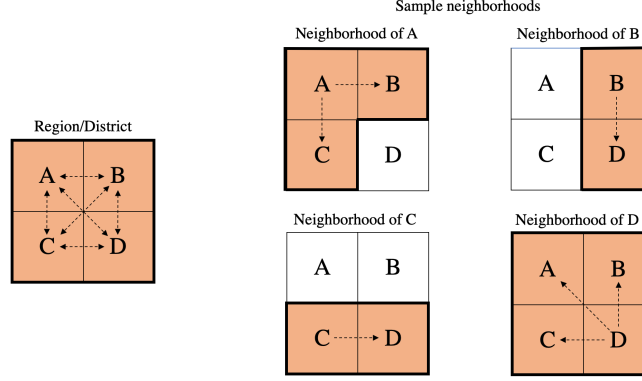 Sample neighborhoods
Neighborhood of A
Neighborhood of B
A B
C D
A B
C D
Region/District
A B
C D
Neighborhood of C
Neighborhood of D
A B
C D
A B
C D